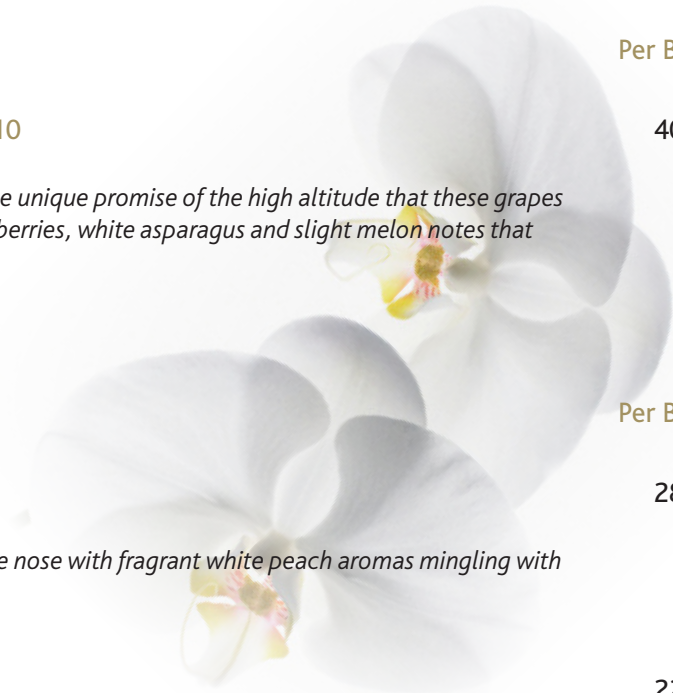 Per B
10
40
e unique promise of the high altitude that these grapes
berries, white asparagus and slight melon notes that
Per B
28
e nose with fragrant white peach aromas mingling with